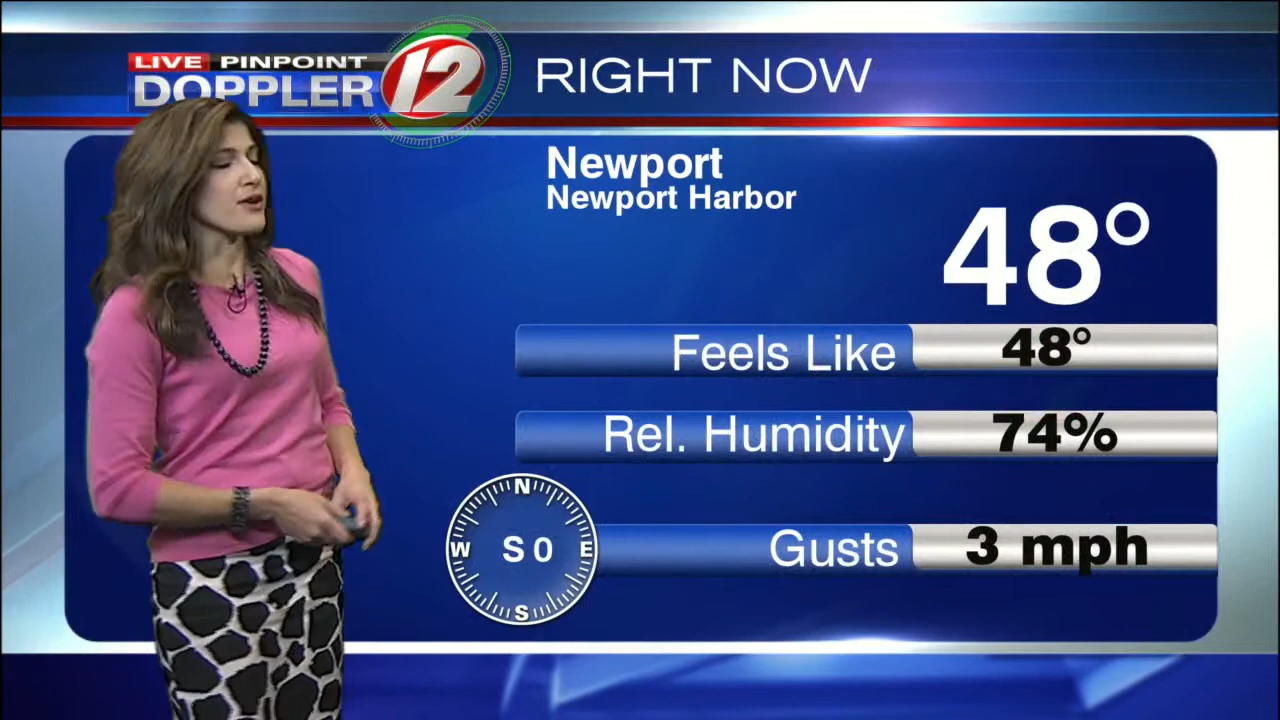 LIVE PINPOINT
DOPPLER 12
RIGHT NOW
Newport
Newport Harbor
48°
Feels Like 48°
Rel. Humidity 74%
N
W S 0 E
S
Gusts 3 mph